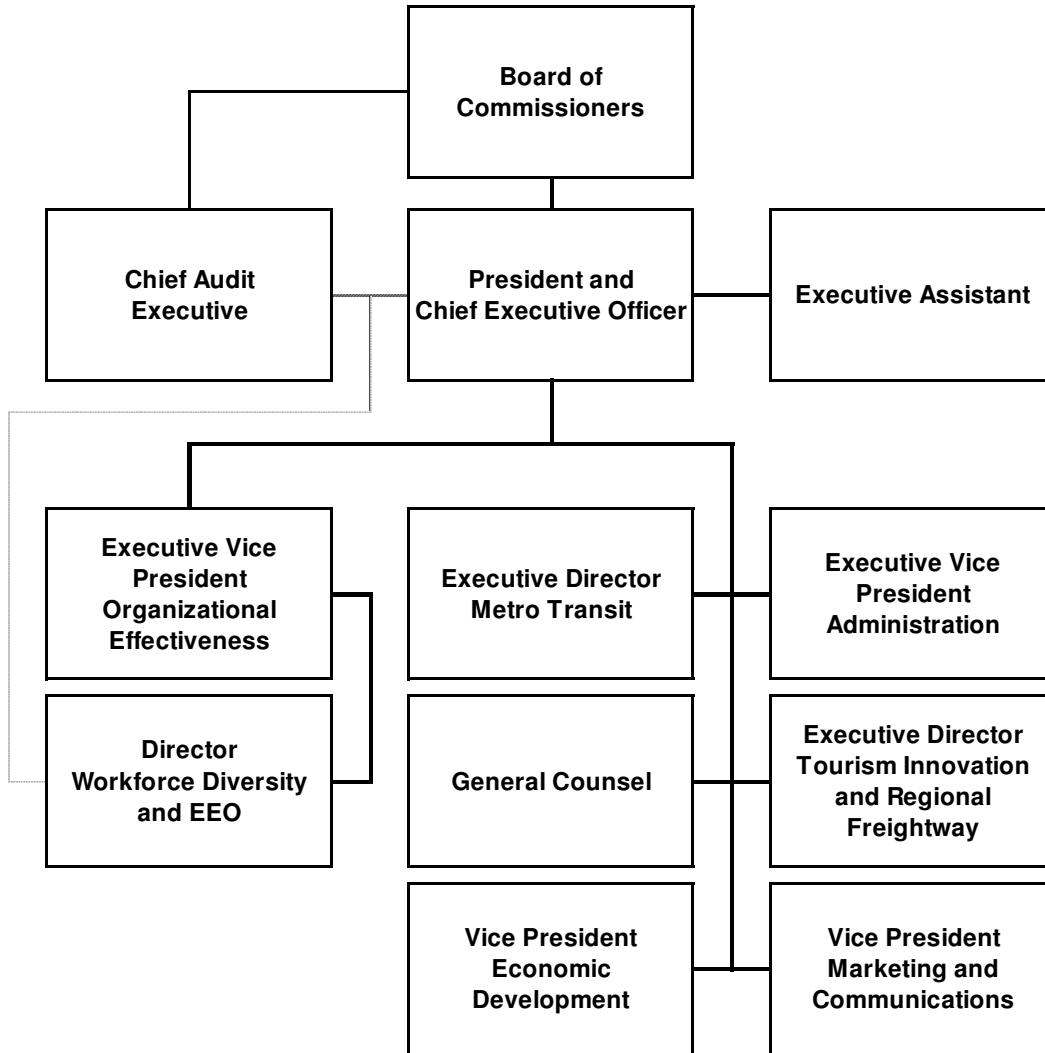 Board of
Commissioners
Chief Audit
Executive
President and
Chief Executive Officer
Executive Assistant
Executive Vice
President
Organizational
Effectiveness
Executive Director
Metro Transit
Executive Vice
President
Administration
Director
Workforce Diversity
and EEO
General Counsel
Executive Director
Tourism Innovation
and Regional
Freightway
Vice President
Economic
Development
Vice President
Marketing and
Communications